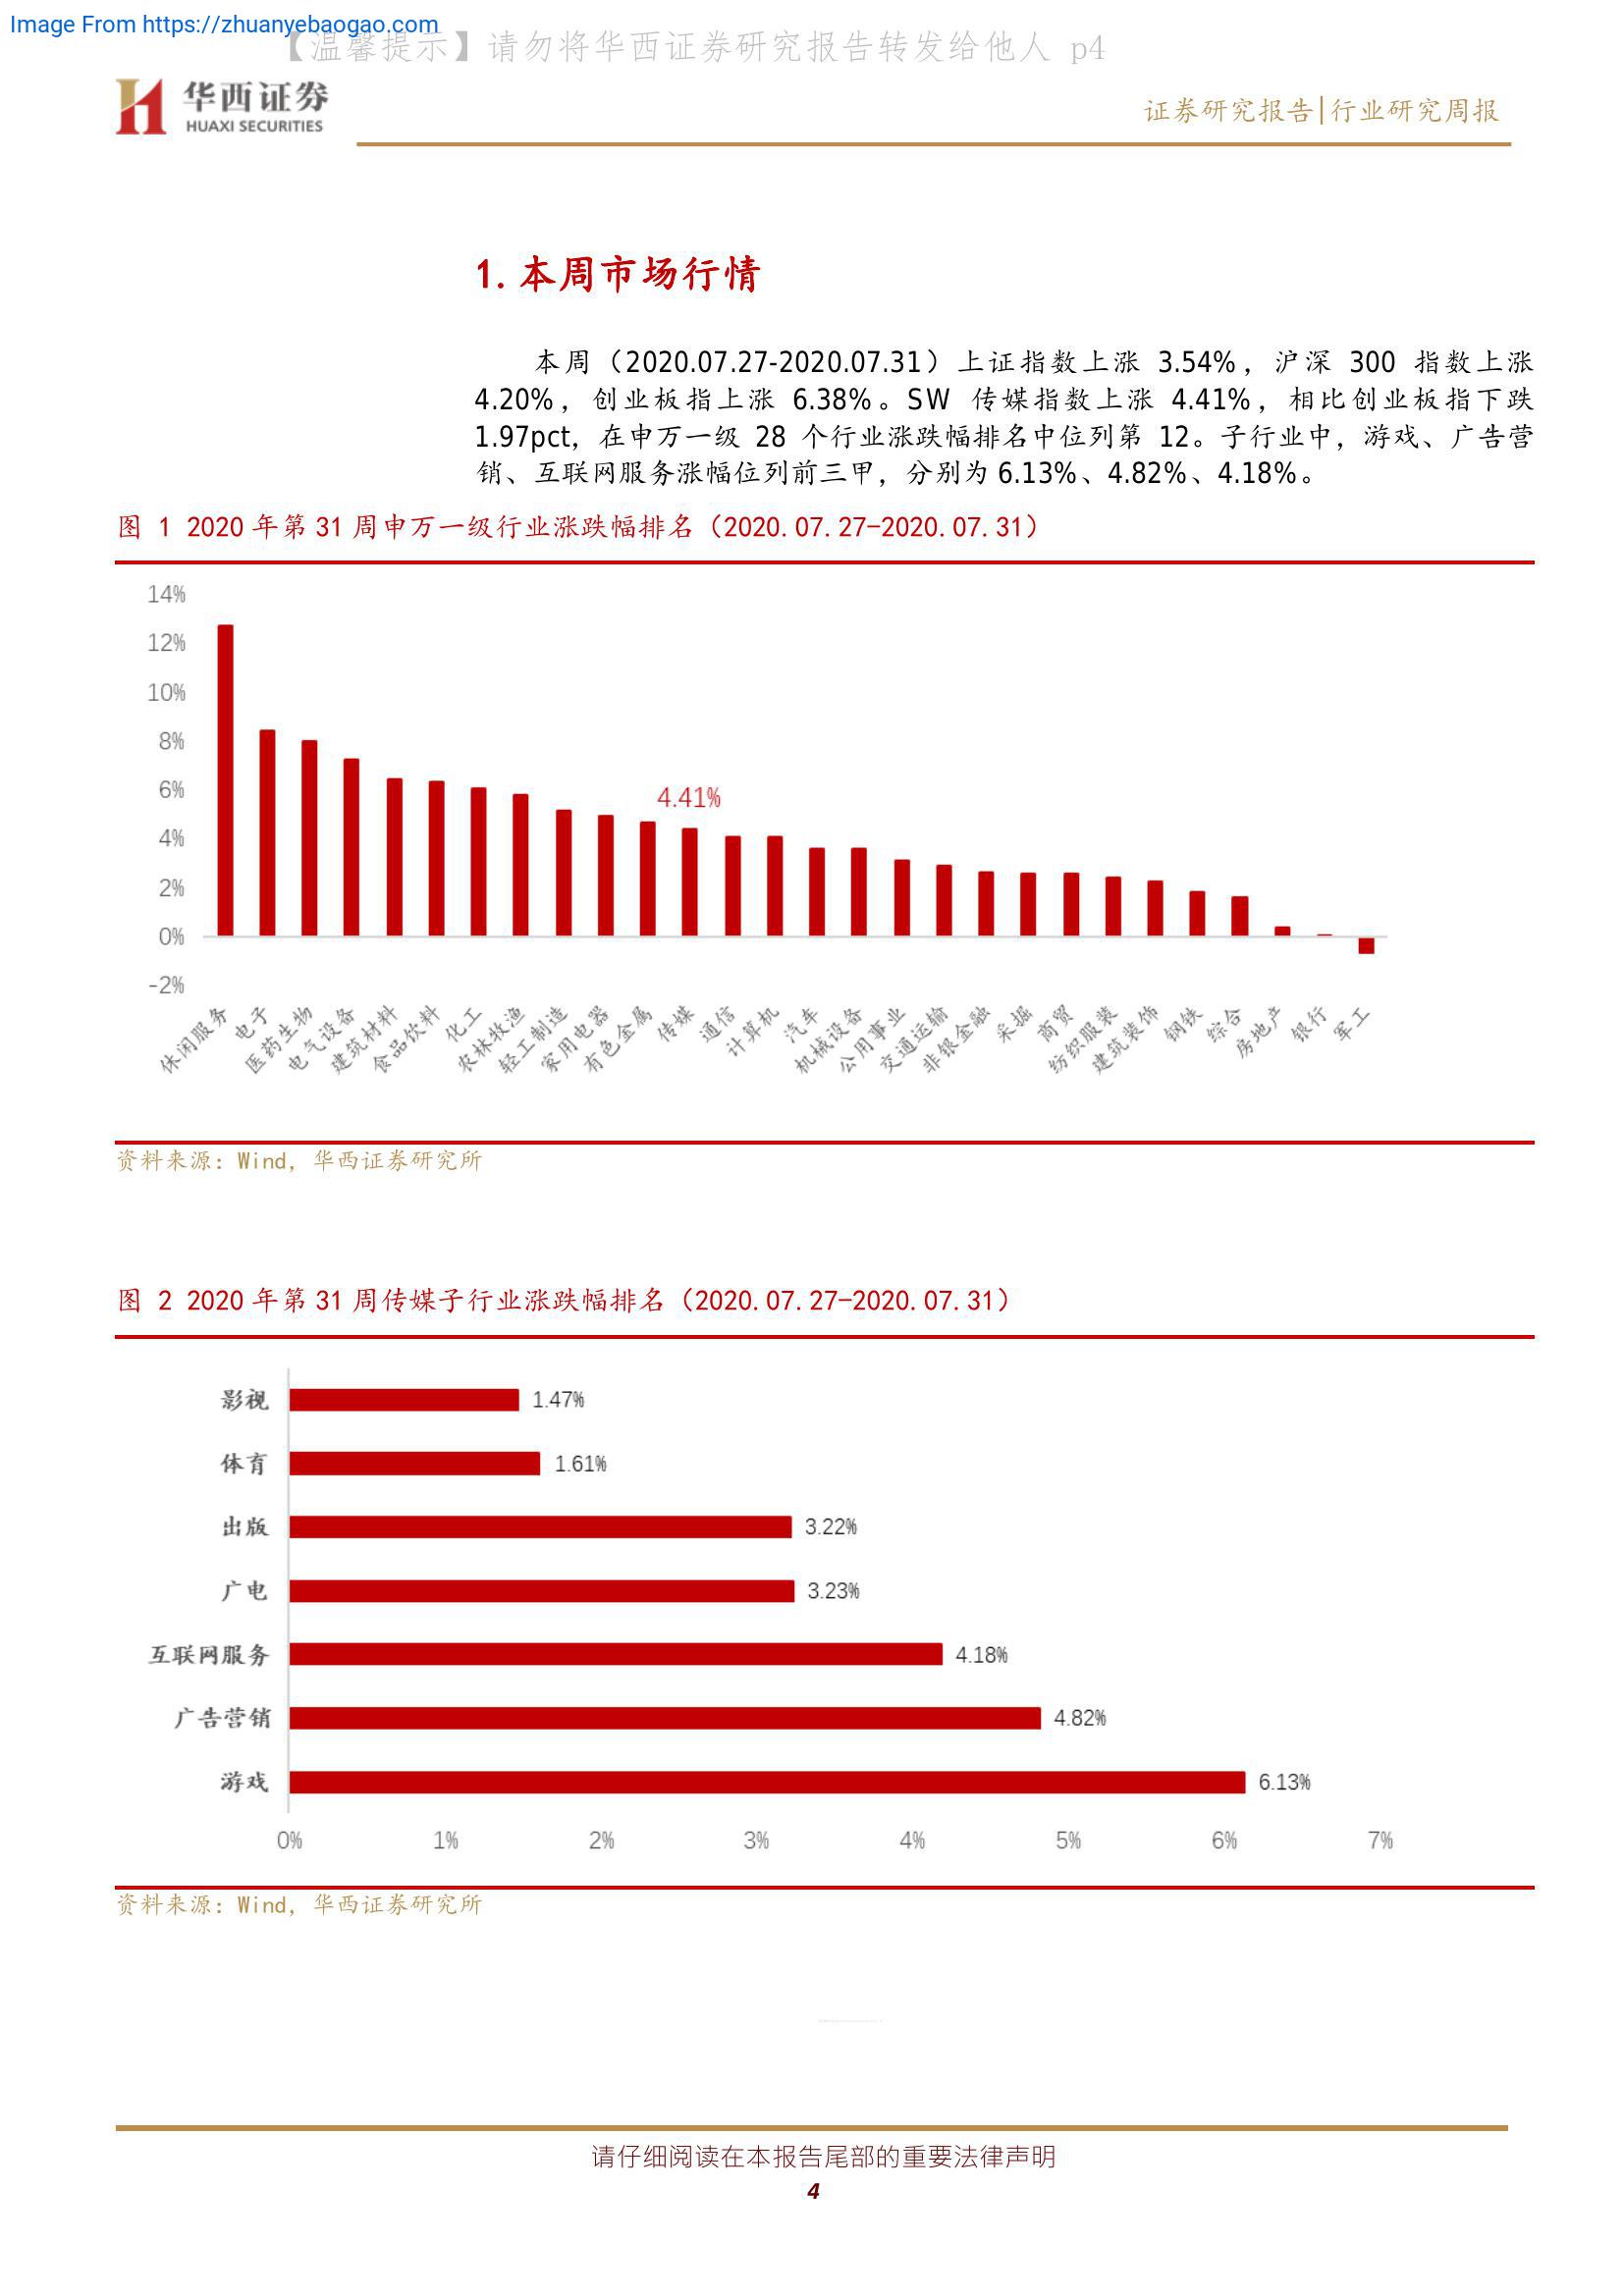 Image From https://zhuanyebaogao.com
【温馨提示】请勿将华西证券研究报告转发给他人 p4
华西证券
HUAXI SECURITIES
证券研究报告|行业研究周报
1.本周市场行情
本周（2020.07.27-2020.07.31）上证指数上涨 3.54%，沪深 300 指数上涨
4.20%，创业板指上涨 6.38%。SW 传媒指数上涨 4.41%，相比创业板指下跌
1.97pct，在申万一级 28 个行业涨跌幅排名中位列第 12。子行业中，游戏、广告营
销、互联网服务涨幅位列前三甲，分别为 6.13%、4.82%、4.18%。
图 1 2020 年第 31 周申万一级行业涨跌幅排名（2020.07.27-2020.07.31）
14%
12%
10%
8%
6%
4%
2%
0%
-2%
4.41%
休闲服务
电子
医药生物
电气设备
建筑材料
食品饮料
化工
农林牧渔
轻工制造
家用电器
有色金属
传媒
通信
计算机
汽车
机械设备
公用事业
交通运输
非银金融
采掘
商贸
纺织服装
建筑装饰
钢铁
综合
房地产
银行
军工
资料来源：Wind，华西证券研究所
图 2 2020 年第 31 周传媒子行业涨跌幅排名（2020.07.27-2020.07.31）
影视 1.47%
体育 1.61%
出版 3.22%
广电 3.23%
互联网服务 4.18%
广告营销 4.82%
游戏 6.13%
0% 1% 2% 3% 4% 5% 6% 7%
资料来源：Wind，华西证券研究所
请仔细阅读在本报告尾部的重要法律声明
4